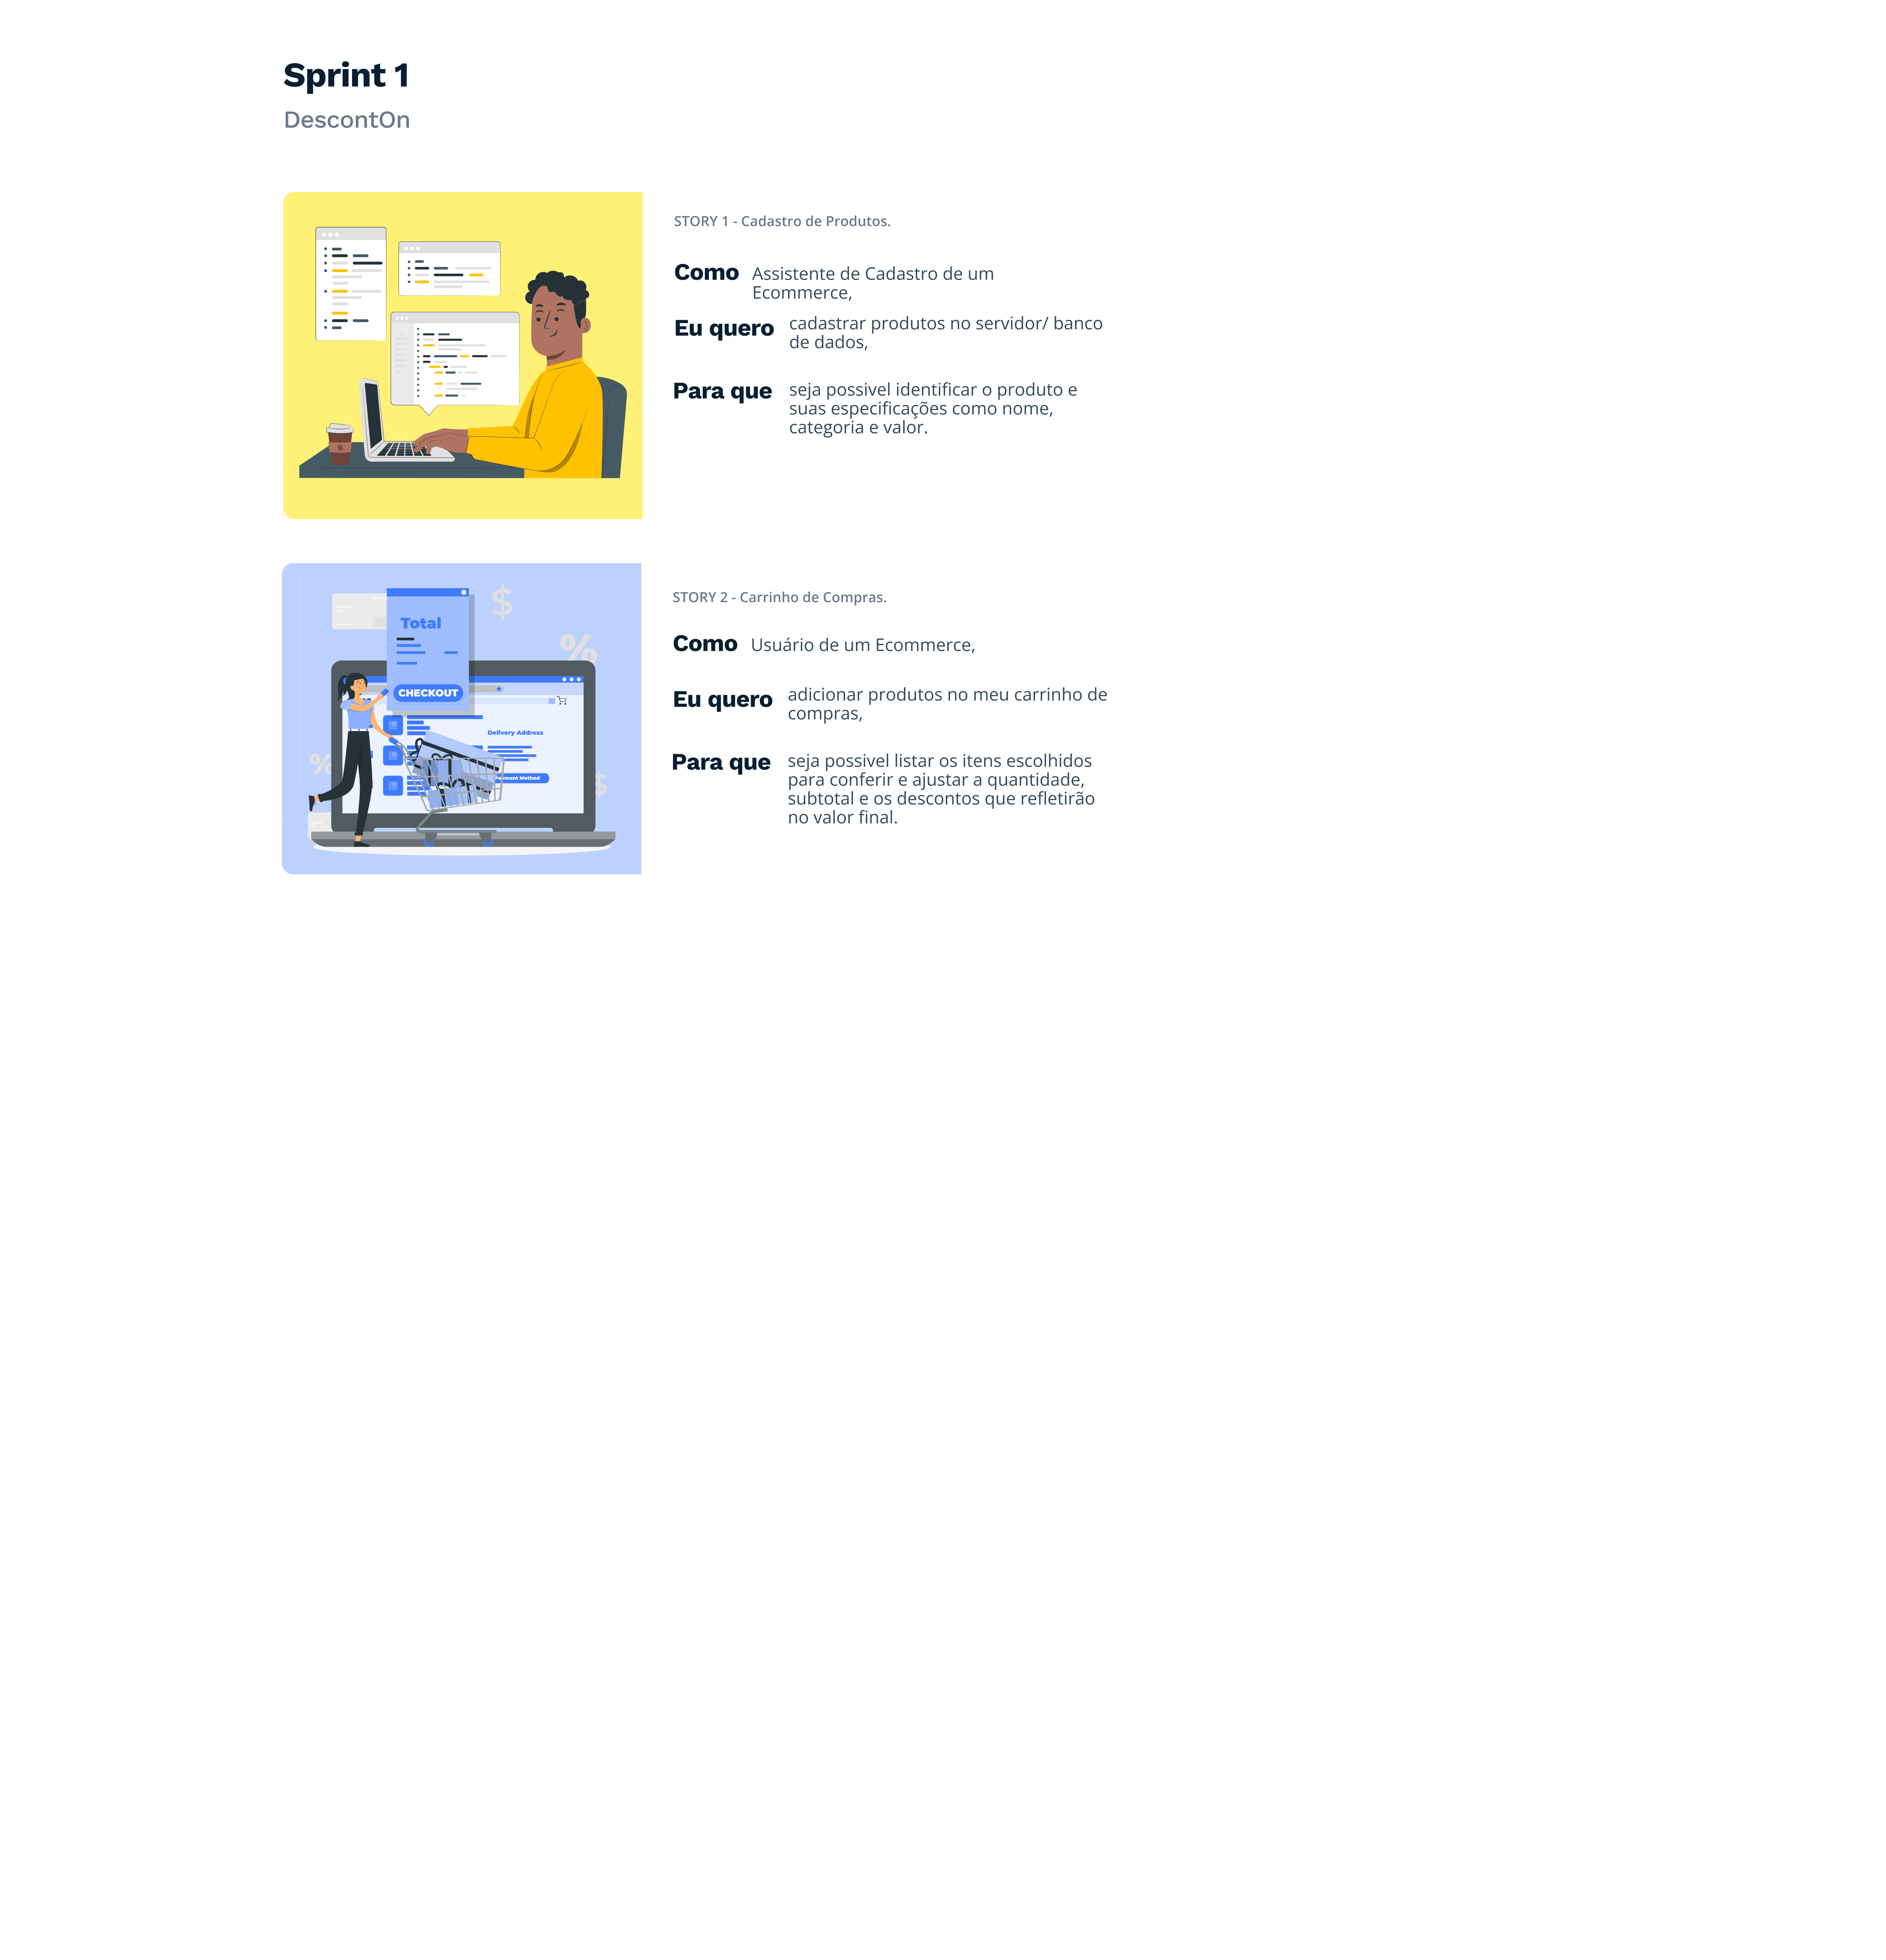 Sprint 1
DescontOn
STORY 1 - Cadastro de Produtos.
Como Assistente de Cadastro de um
Ecommerce,
Eu quero cadastrar produtos no servidor/ banco
de dados,
Para que seja possivel identificar o produto e
suas especificações como nome,
categoria e valor.
$
Total
%
CHECKOUT
Delivery Address
%
Payment Method
$
STORY 2 - Carrinho de Compras.
Como Usuário de um Ecommerce,
Eu quero adicionar produtos no meu carrinho de
compras,
Para que seja possivel listar os itens escolhidos
para conferir e ajustar a quantidade,
subtotal e os descontos que refletirão
no valor final.